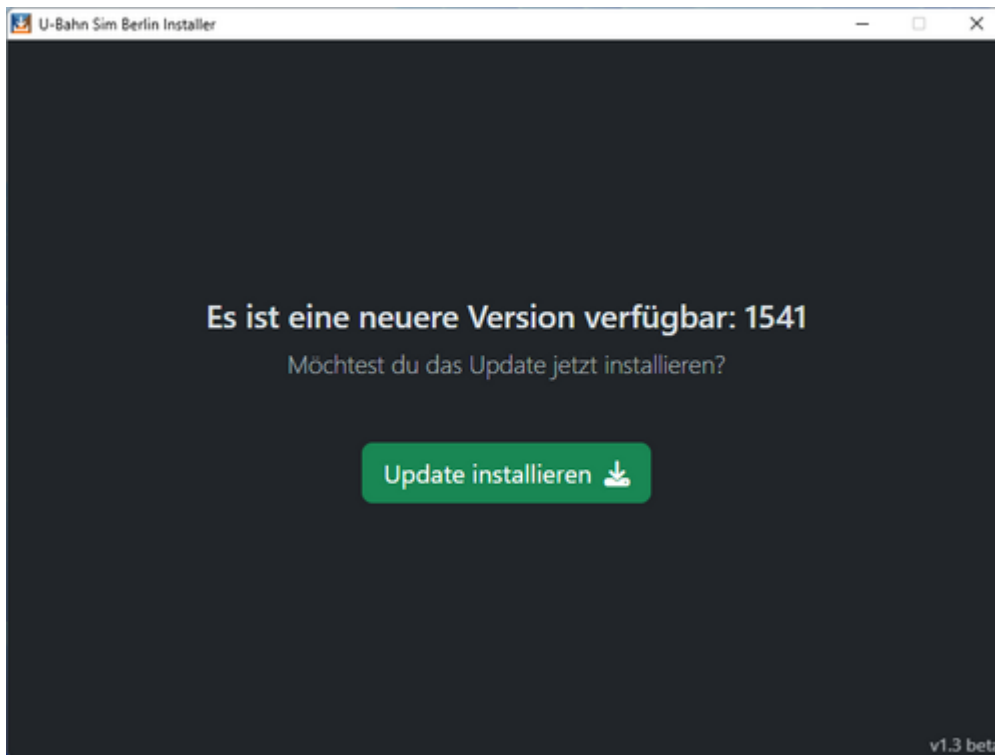 U-Bahn Sim Berlin Installer
Es ist eine neuere Version verfügbar: 1541
Möchtest du das Update jetzt installieren?
Update installieren
v1.3 beta